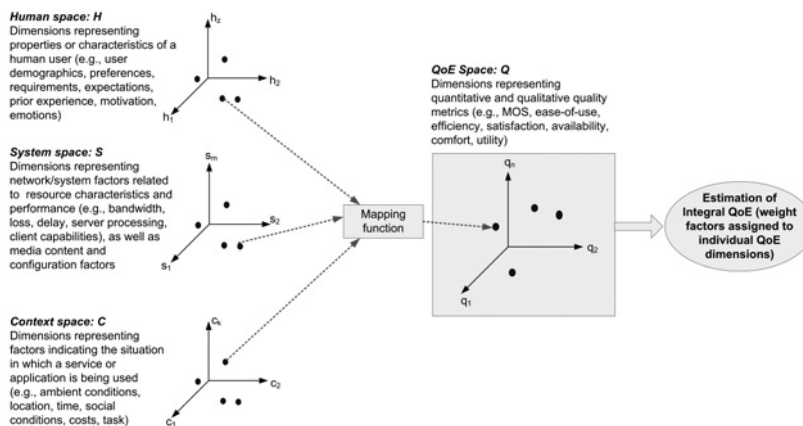 Human space: H
Dimensions representing
properties or characteristics of a
human user (e.g., user
demographics, preferences,
requirements, expectations,
prior experience, motivation,
emotions)
hz
h2
h1
System space: S
Dimensions representing
network/system factors related
to resource characteristics and
performance (e.g., bandwidth,
loss, delay, server processing,
client capabilities), as well as
media content and
configuration factors
sm
s2
s1
Context space: C
Dimensions representing
factors indicating the situation
in which a service or
application is being used
(e.g., ambient conditions,
location, time, social
conditions, costs, task)
ck
c2
c1
Mapping
function
QoE Space: Q
Dimensions representing
quantitative and qualitative quality
metrics (e.g., MOS, ease-of-use,
efficiency, satisfaction, availability,
comfort, utility)
qn
q2
q1
Estimation of
Integral QoE (weight
factors assigned to
individual QoE
dimensions)